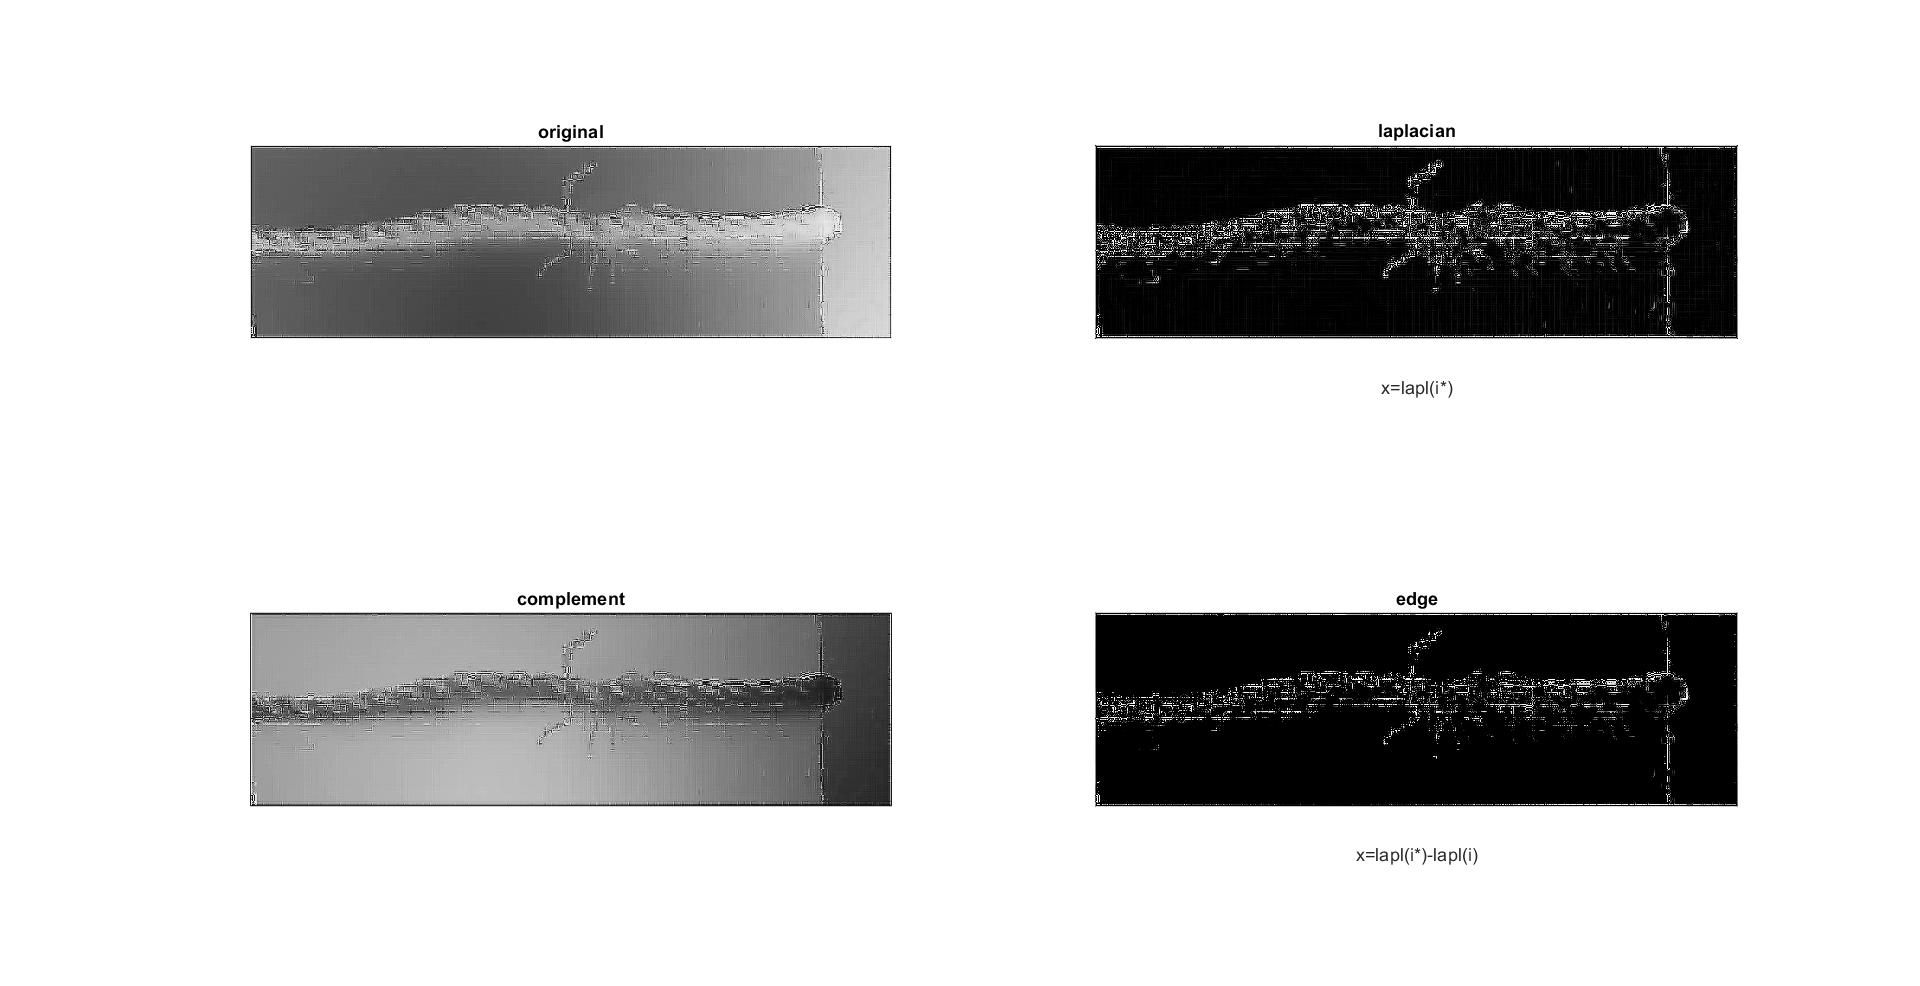 original
laplacian
x=lapl(i*)
complement
edge
x=lapl(i*)-lapl(i)